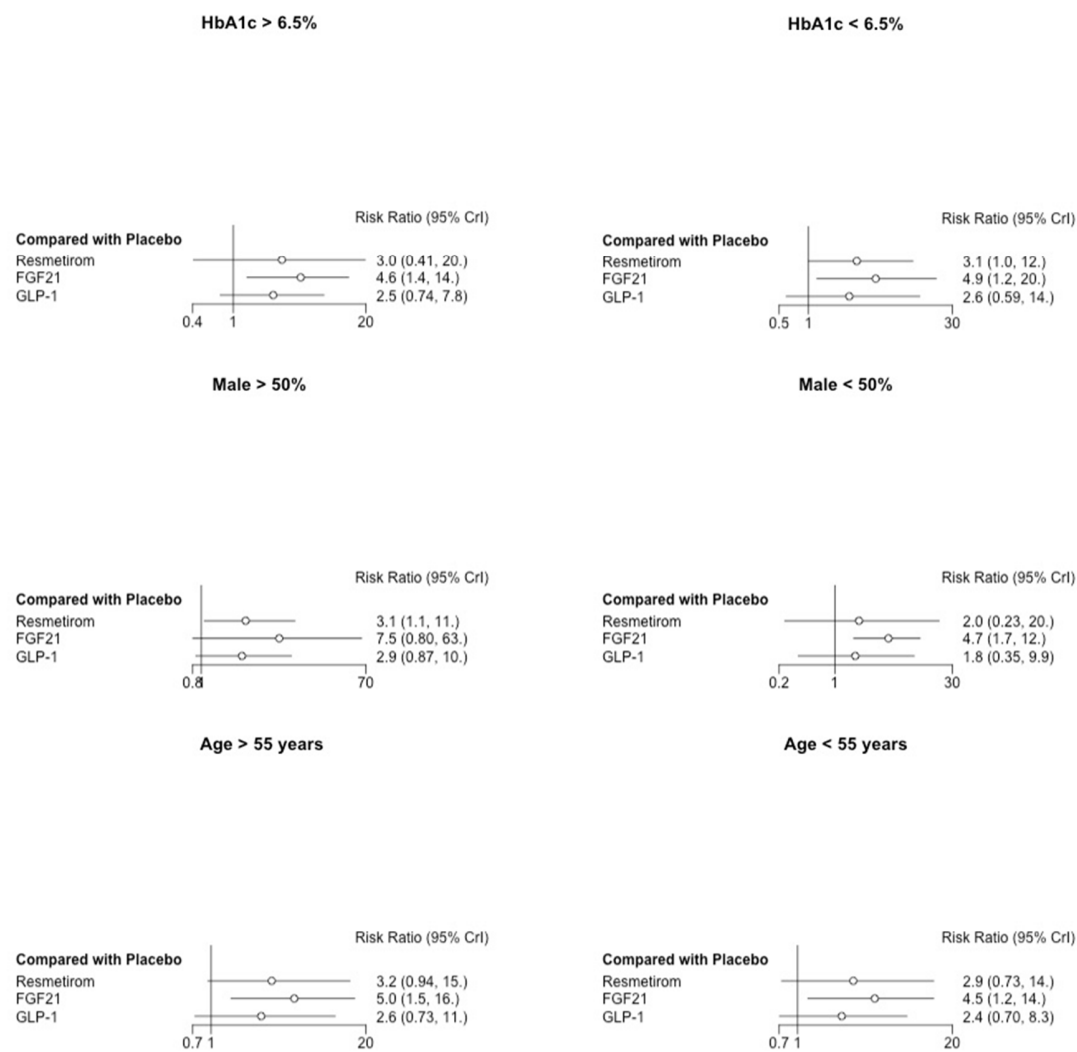 HbA1c > 6.5%
Risk Ratio (95% CrI)
Compared with Placebo
Resmetirom 3.0 (0.41, 20.)
FGF21 4.6 (1.4, 14.)
GLP-1 2.5 (0.74, 7.8)
0.4 1 20
HbA1c < 6.5%
Risk Ratio (95% CrI)
Compared with Placebo
Resmetirom 3.1 (1.0, 12.)
FGF21 4.9 (1.2, 20.)
GLP-1 2.6 (0.59, 14.)
0.5 1 30
Male > 50%
Risk Ratio (95% CrI)
Compared with Placebo
Resmetirom 3.1 (1.1, 11.)
FGF21 7.5 (0.80, 63.)
GLP-1 2.9 (0.87, 10.)
0.8 1 70
Male < 50%
Risk Ratio (95% CrI)
Compared with Placebo
Resmetirom 2.0 (0.23, 20.)
FGF21 4.7 (1.7, 12.)
GLP-1 1.8 (0.35, 9.9)
0.2 1 30
Age > 55 years
Risk Ratio (95% CrI)
Compared with Placebo
Resmetirom 3.2 (0.94, 15.)
FGF21 5.0 (1.5, 16.)
GLP-1 2.6 (0.73, 11.)
0.7 1 20
Age < 55 years
Risk Ratio (95% CrI)
Compared with Placebo
Resmetirom 2.9 (0.73, 14.)
FGF21 4.5 (1.2, 14.)
GLP-1 2.4 (0.70, 8.3)
0.7 1 20